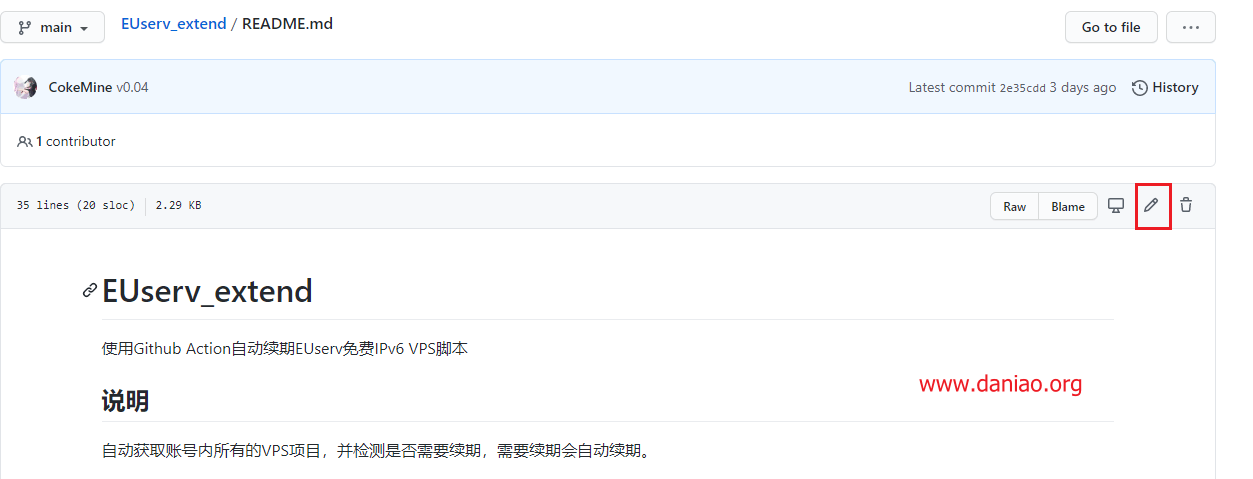 main EUserv_extend / README.md Go to file ...
CokeMine v0.04 Latest commit 2e35cdd 3 days ago History
1 contributor
35 lines (20 sloc) 2.29 KB Raw Blame
EUserv_extend
使用Github Action自动续期EUserv免费IPv6 VPS脚本
www.daniao.org
说明
自动获取账号内所有的VPS项目，并检测是否需要续期，需要续期会自动续期。